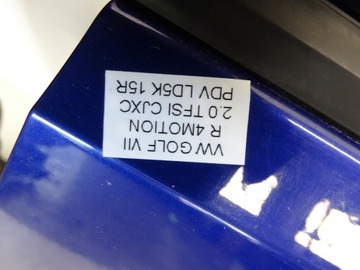 VW GOLF VII
R 4MOTION
2.0 TFSI CJXC
PDV LD5K 15R